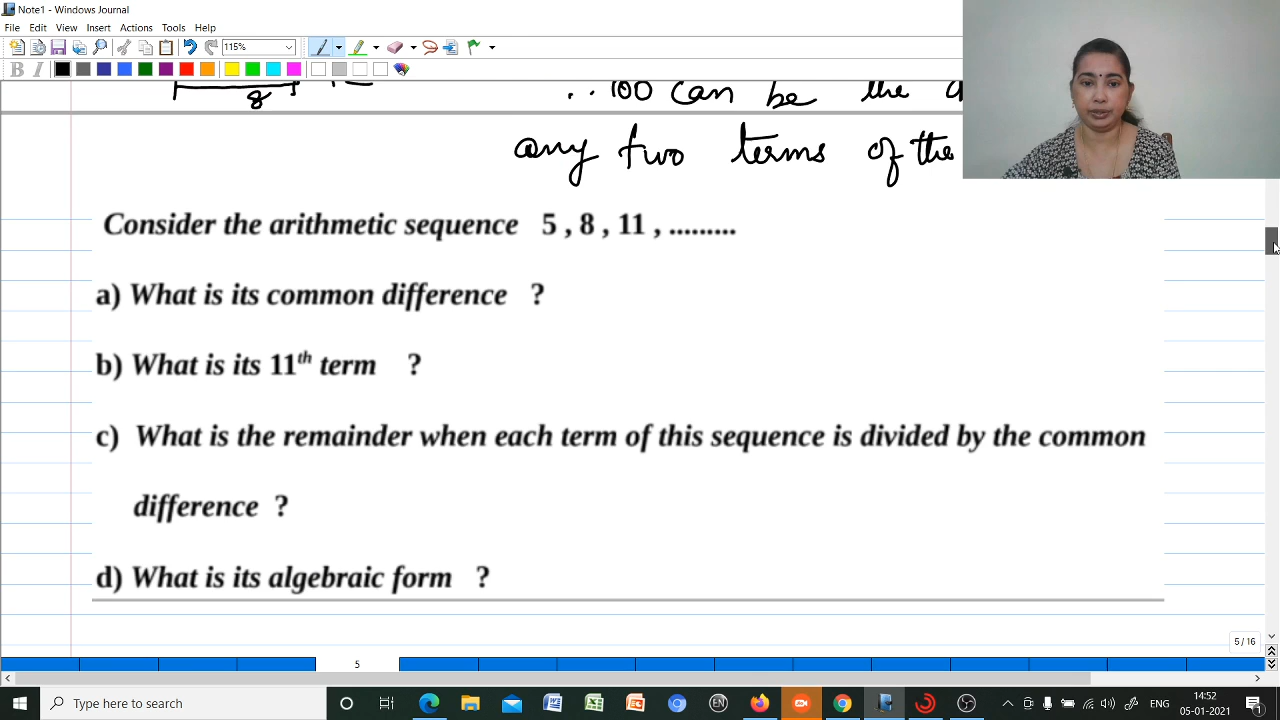 Note1 - Windows Journal
File Edit View Insert Actions Tools Help
115%
B I
8
∴ 100 can be the
any two terms of the
Consider the arithmetic sequence 5 , 8 , 11 , .........
a) What is its common difference ?
b) What is its 11th term ?
c) What is the remainder when each term of this sequence is divided by the common
difference ?
d) What is its algebraic form ?
5 / 16
5
Type here to search
EN
ENG
14:52
05-01-2021
1